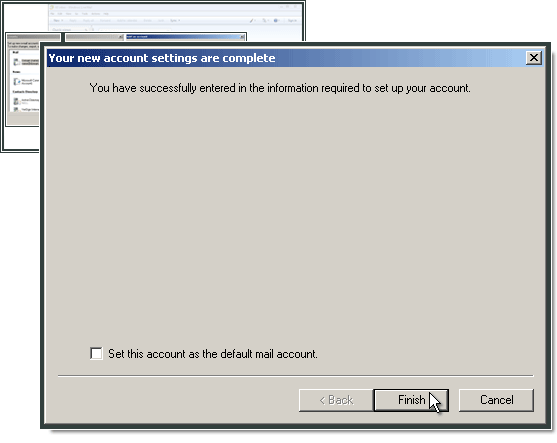 Your new account settings are complete
You have successfully entered in the information required to set up your account.
Set this account as the default mail account.
< Back
Finish
Cancel